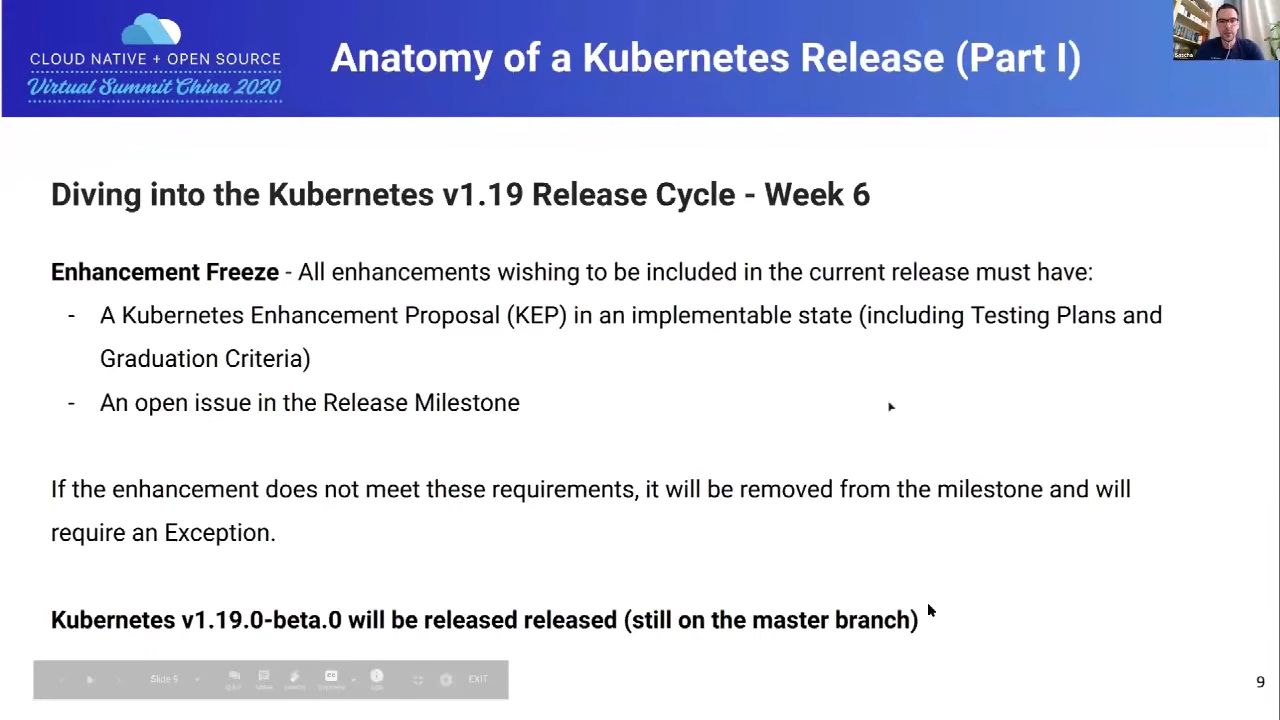 CLOUD NATIVE + OPEN SOURCE
Virtual Summit China 2020
Anatomy of a Kubernetes Release (Part I)
Sascha
Diving into the Kubernetes v1.19 Release Cycle - Week 6
Enhancement Freeze - All enhancements wishing to be included in the current release must have:
- A Kubernetes Enhancement Proposal (KEP) in an implementable state (including Testing Plans and
Graduation Criteria)
- An open issue in the Release Milestone
If the enhancement does not meet these requirements, it will be removed from the milestone and will
require an Exception.
Kubernetes v1.19.0-beta.0 will be released released (still on the master branch)
Slide 9
CC
EXIT
9